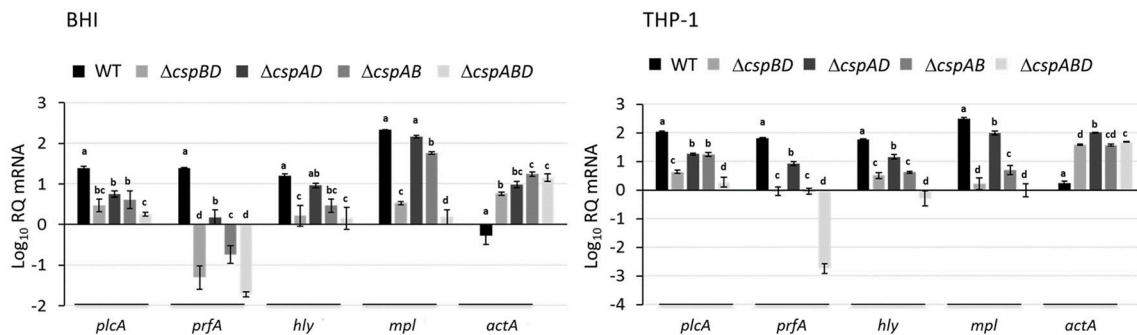 BHI
WT ΔcspBD ΔcspAD ΔcspAB ΔcspABD
Log10 RQ mRNA
3
2
1
0
-1
-2
a bc b b c
a d b c d
a c ab bc c
a c a b d
a b b c c
plcA prfA hly mpl actA
THP-1
WT ΔcspBD ΔcspAD ΔcspAB ΔcspABD
Log10 RQ mRNA
3
2
1
0
-1
-2
-3
-4
a c b b d
a c b c d
a c b c d
a d b c d
a d b cd c
plcA prfA hly mpl actA